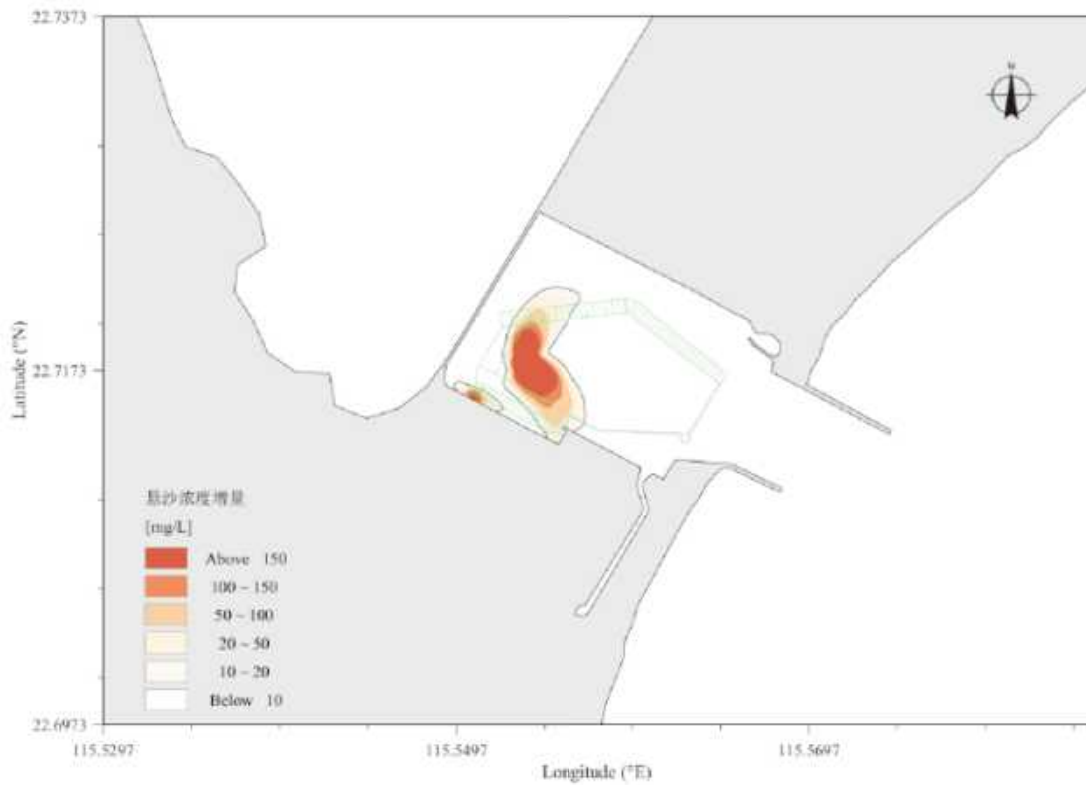 22.7373
N
22.7173
Latitude (°N)
悬沙浓度增量
[mg/L]
Above 150
100 ~ 150
50 ~ 100
20 ~ 50
10 ~ 20
Below 10
22.6973
115.5297
115.5497
115.5697
Longitude (°E)